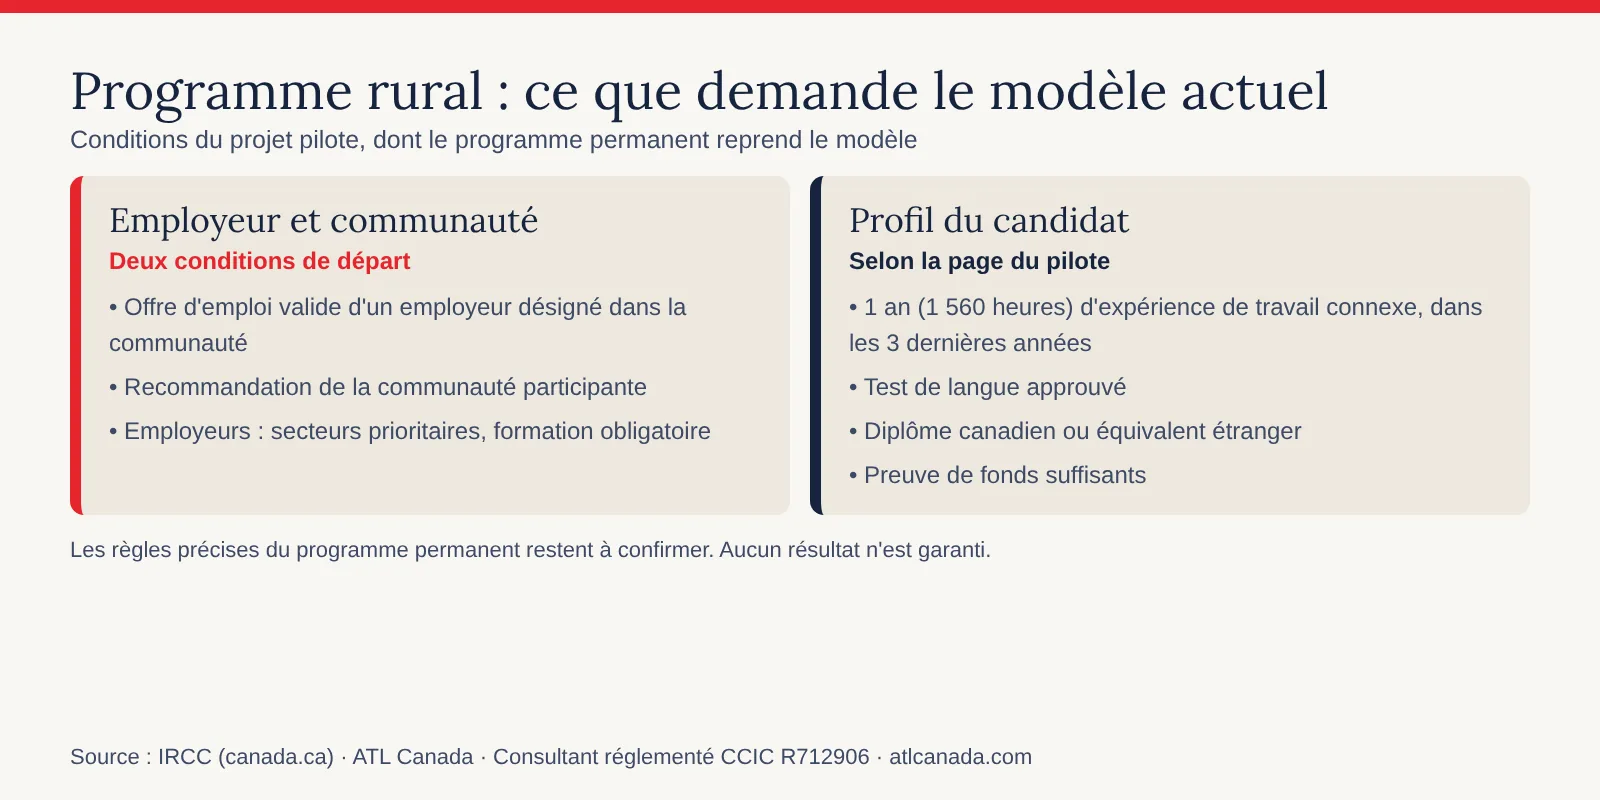 Programme rural : ce que demande le modèle actuel
Conditions du projet pilote, dont le programme permanent reprend le modèle
Employeur et communauté
Deux conditions de départ
• Offre d'emploi valide d'un employeur désigné dans la
communauté
• Recommandation de la communauté participante
• Employeurs : secteurs prioritaires, formation obligatoire
Profil du candidat
Selon la page du pilote
• 1 an (1 560 heures) d'expérience de travail connexe, dans
les 3 dernières années
• Test de langue approuvé
• Diplôme canadien ou équivalent étranger
• Preuve de fonds suffisants
Les règles précises du programme permanent restent à confirmer. Aucun résultat n'est garanti.
Source : IRCC (canada.ca) · ATL Canada · Consultant réglementé CCIC R712906 · atlcanada.com